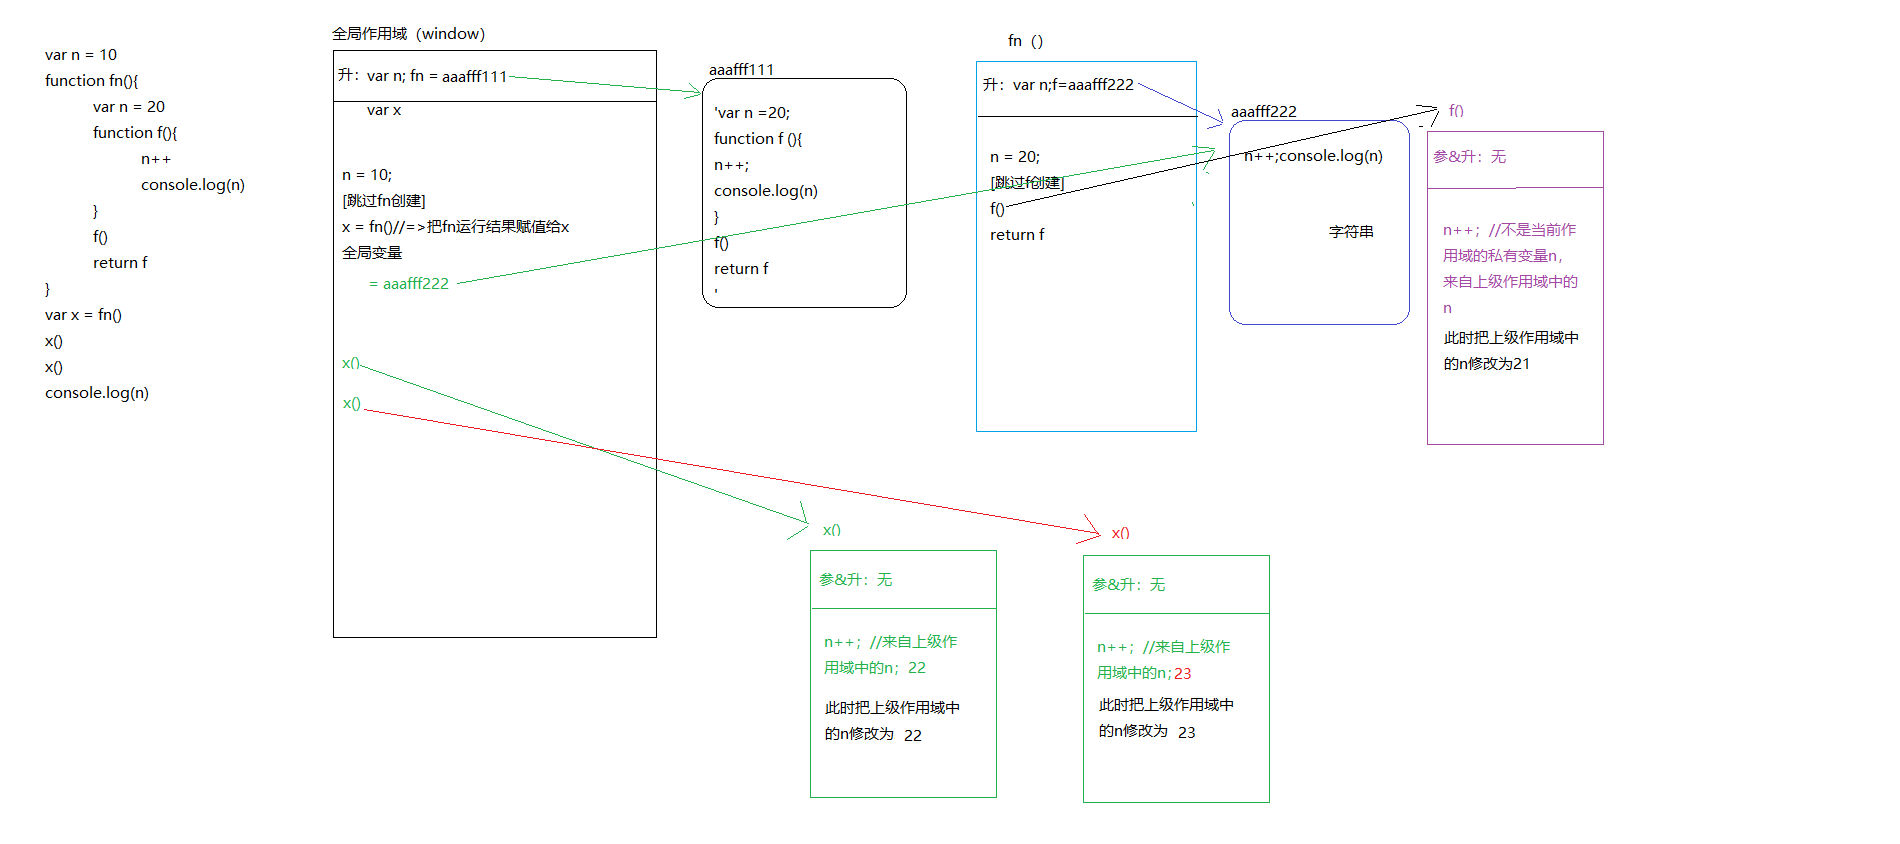 var n = 10
function fn(){
var n = 20
function f(){
n++
console.log(n)
}
f()
return f
}
var x = fn()
x()
x()
console.log(n)
全局作用域（window）
升：var n; fn = aaafff111
var x
n = 10;
[跳过fn创建]
x = fn()//=>把fn运行结果赋值给x
全局变量
= aaafff222
x()
x()
aaafff111
'var n =20;
function f (){
n++;
console.log(n)
}
f()
return f
'
fn（）
升：var n;f=aaafff222
n = 20;
[跳过f创建]
f()
return f
aaafff222
n++;console.log(n)
字符串
f()
参&升：无
n++；//不是当前作
用域的私有变量n，
来自上级作用域中的
n
此时把上级作用域中
的n修改为21
x()
参&升：无
n++；//来自上级作
用域中的n；22
此时把上级作用域中
的n修改为 22
x()
参&升：无
n++；//来自上级作
用域中的n;23
此时把上级作用域中
的n修改为 23